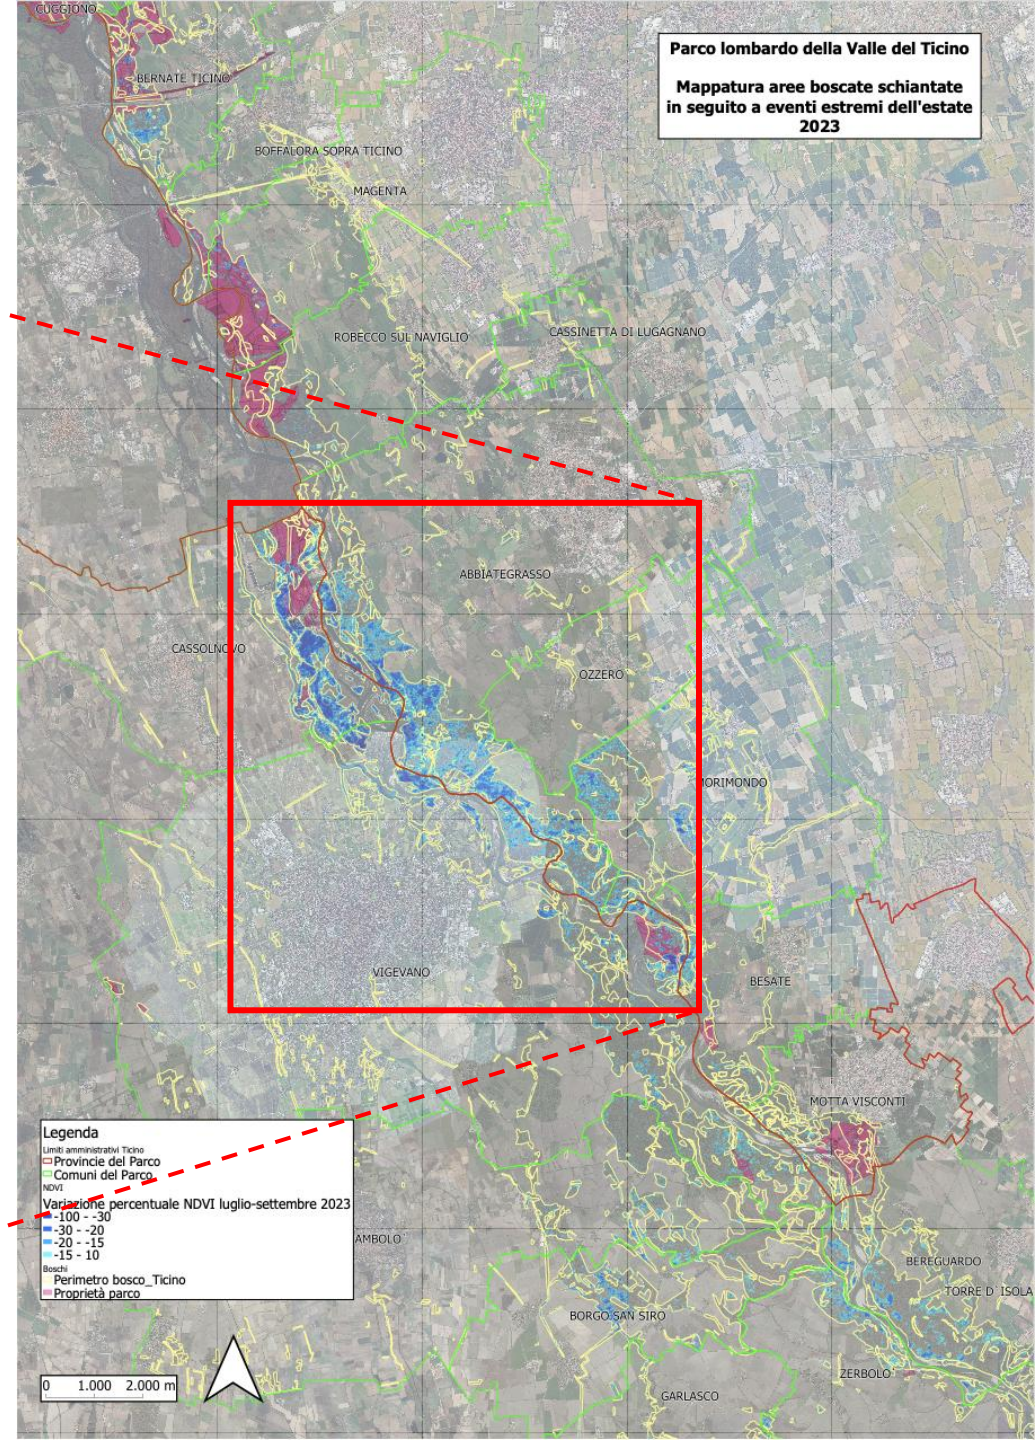 CUGGIONO
Parco lombardo della Valle del Ticino
Mappatura aree boscate schiantate
in seguito a eventi estremi dell'estate
2023
BERNATE TICINO
BOFFALORA SOPRA TICINO
MAGENTA
ROBECCO SUL NAVIGLIO
CASSINETTA DI LUGAGNANO
ABBIATEGRASSO
CASSOLNOVO
OZZERO
MORIMONDO
VIGEVANO
BESATE
MOTTA VISCONTI
Legenda
Limiti amministrativi Ticino
Provincie del Parco
Comuni del Parco
NDVI
Variazione percentuale NDVI luglio-settembre 2023
-100 - -30
-30 - -20
-20 - -15
-15 - 10
Boschi
Perimetro bosco_Ticino
Proprietà parco
AMBOLO
BEREGUARDO
TORRE D'ISOLA
BORGO SAN SIRO
ZERBOLO'
GARLASCO
0 1.000 2.000 m